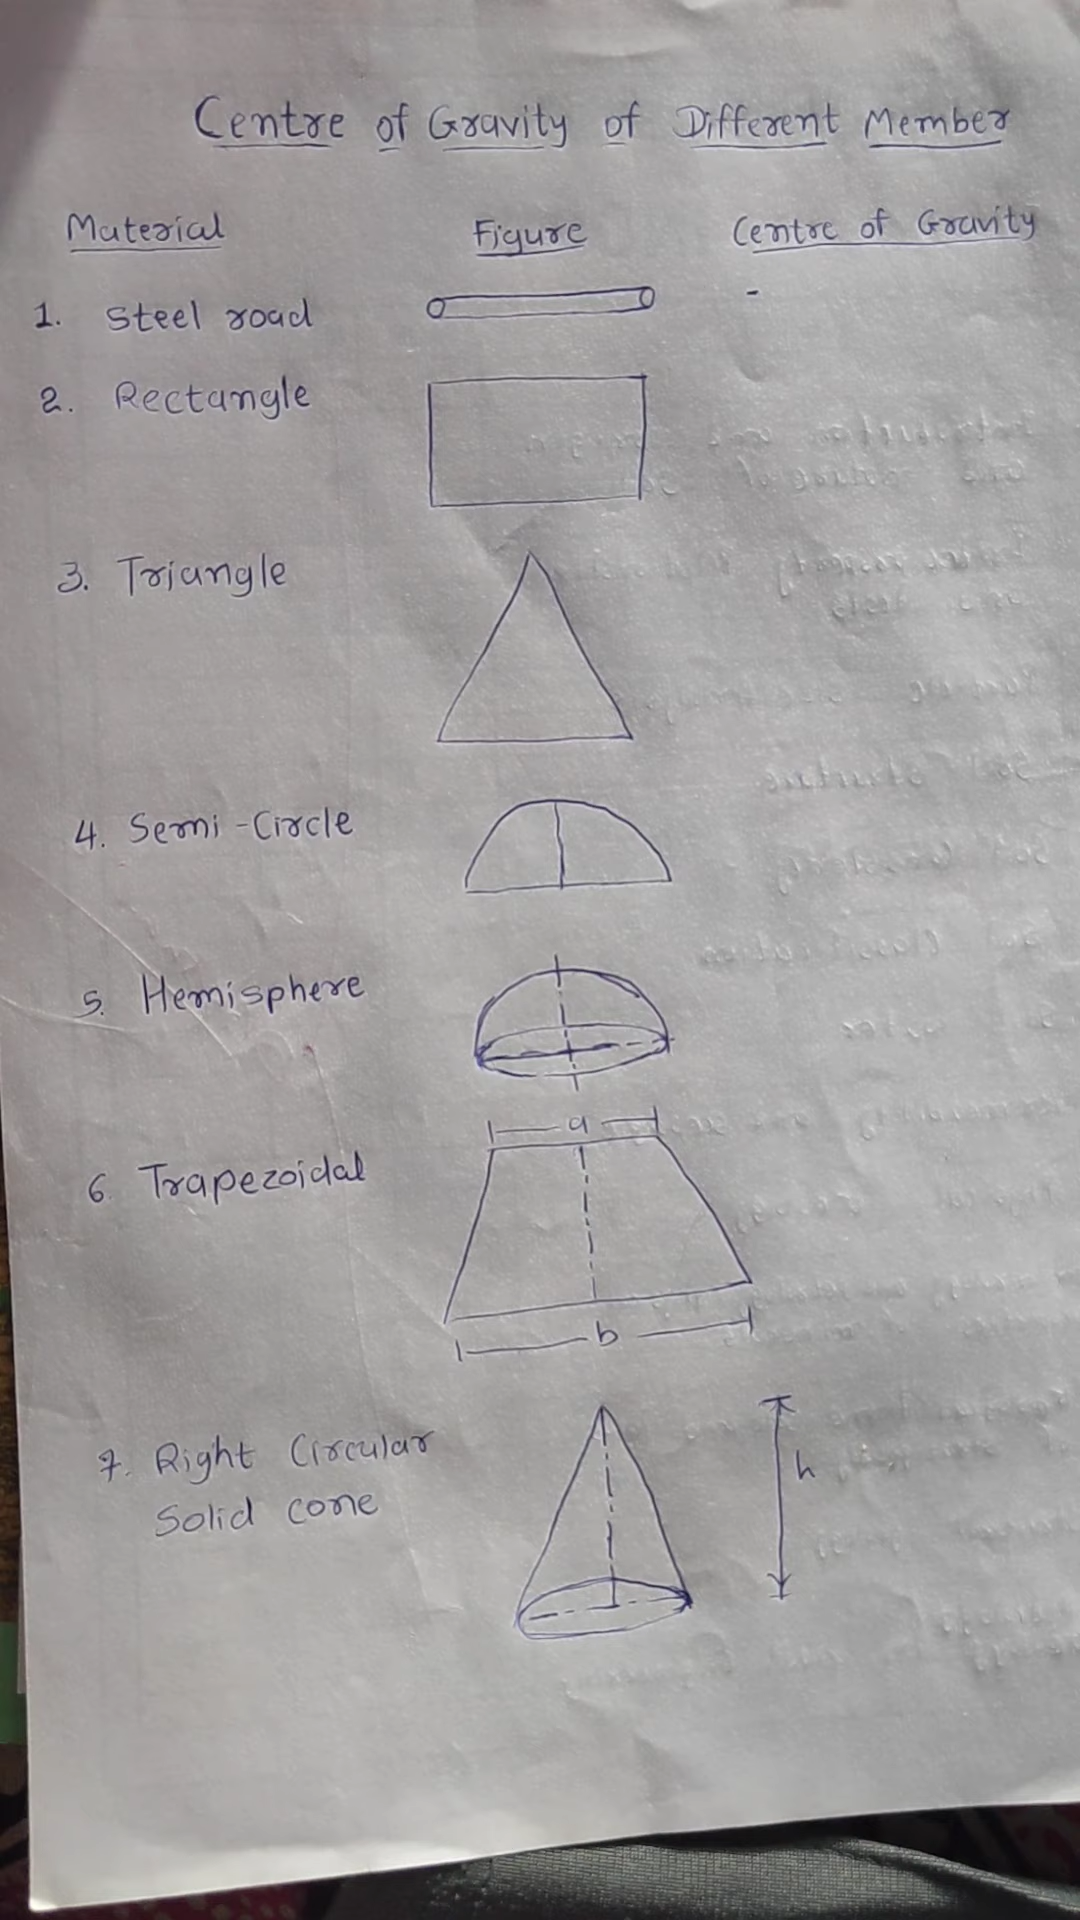 Centre of Gravity of Different Member
Material Figure Centre of Gravity
1. Steel road -
2. Rectangle
3. Triangle
4. Semi-Circle
5. Hemisphere
a
6. Trapezoidal
b
7. Right Circular
h
Solid cone